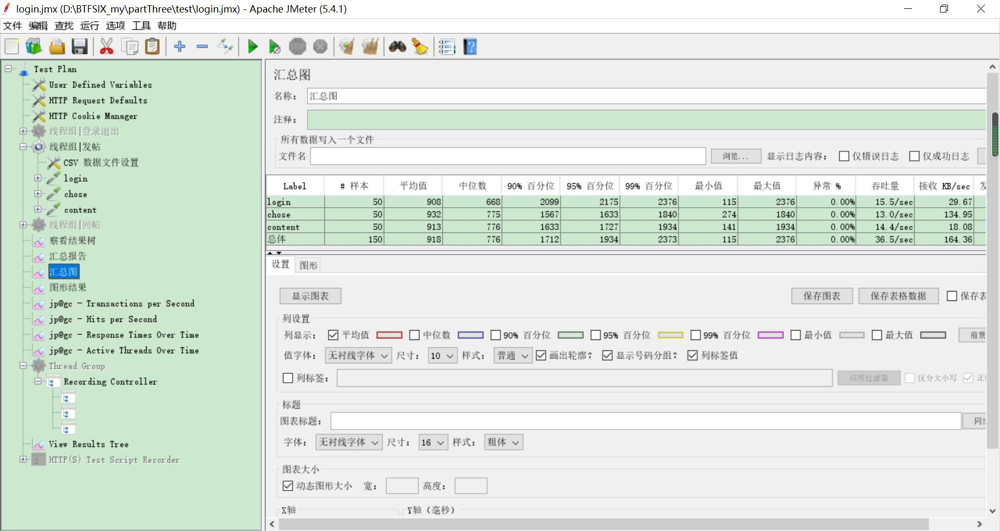 login.jmx (D:\BTFSIX_my\partThree\test\login.jmx) - Apache JMeter (5.4.1)
文件 编辑 查找 运行 选项 工具 帮助
STOP
Test Plan
User Defined Variables
HTTP Request Defaults
HTTP Cookie Manager
线程组|登录退出
线程组|发帖
CSV 数据文件设置
login
chose
content
线程组|回帖
察看结果树
汇总报告
汇总图
图形结果
jp@gc - Transactions per Second
jp@gc - Hits per Second
jp@gc - Response Times Over Time
jp@gc - Active Threads Over Time
Thread Group
Recording Controller
View Results Tree
HTTP(S) Test Script Recorder
汇总图
名称： 汇总图
注释：
所有数据写入一个文件
文件名 浏览... 显示日志内容： 仅错误日志 仅成功日志
Label # 样本 平均值 中位数 90% 百分位 95% 百分位 99% 百分位 最小值 最大值 异常 % 吞吐量 接收 KB/sec
login 50 908 668 2099 2175 2376 115 2376 0.00% 15.5/sec 29.67
chose 50 932 775 1567 1633 1840 274 1840 0.00% 13.0/sec 134.95
content 50 913 776 1633 1727 1934 141 1934 0.00% 14.4/sec 18.08
总体 150 918 776 1712 1934 2373 115 2376 0.00% 36.5/sec 164.36
设置 图形
显示图表 保存图表 保存表格数据 保存表
列设置
列显示： 平均值 中位数 90% 百分位 95% 百分位 99% 百分位 最小值 最大值 前景
值字体： 无衬线字体 尺寸： 10 样式： 普通 画出轮廓? 显示号码分组? 列标签值
列标签： 应用过滤器 区分大小写 正
标题
图表标题： 同
字体： 无衬线字体 尺寸： 16 样式： 粗体
图表大小
动态图形大小 宽： 高度：
X轴 Y轴（毫秒）